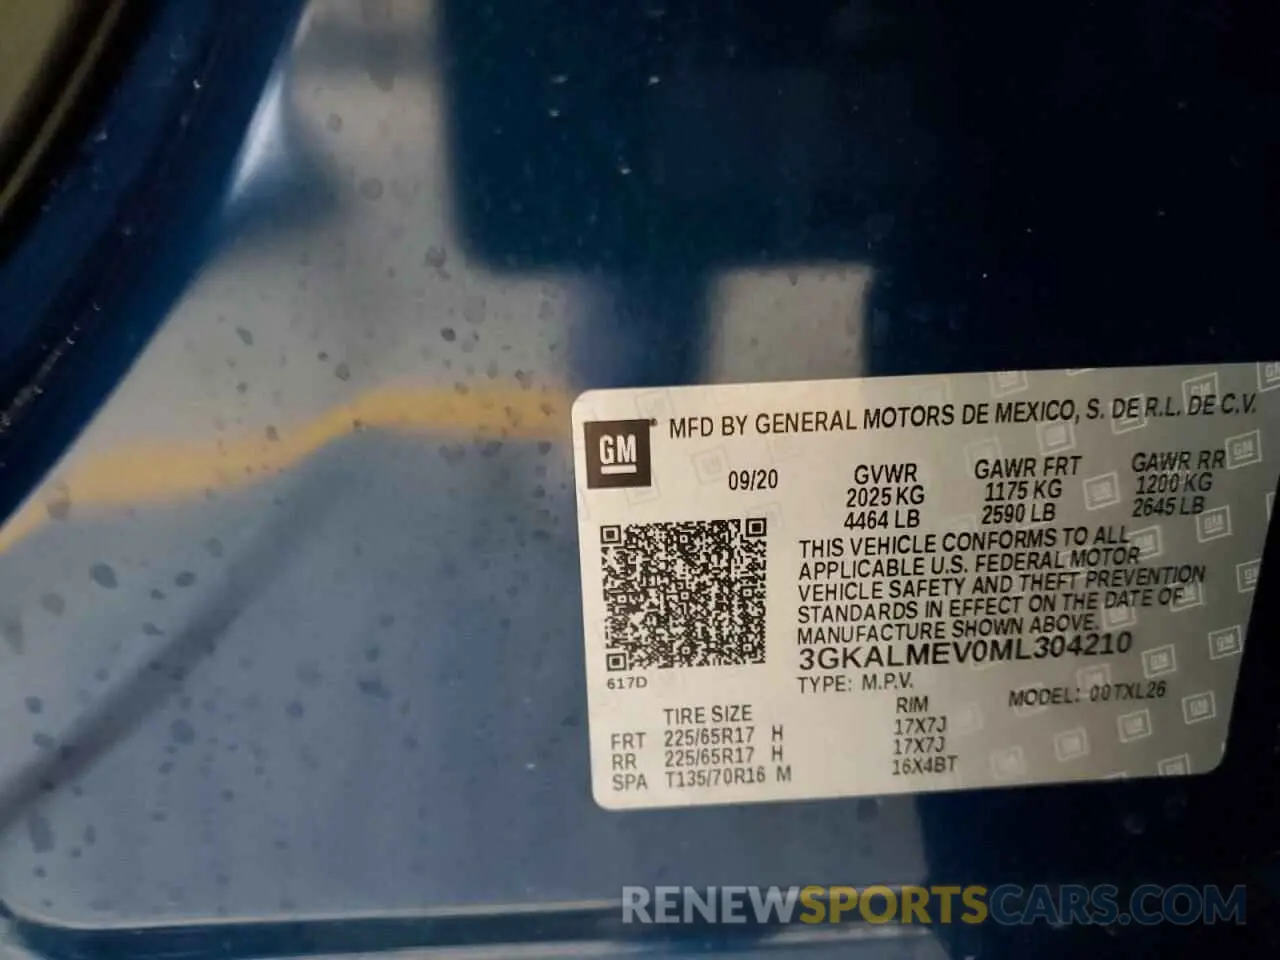 GM
MFD BY GENERAL MOTORS DE MEXICO, S. DE R.L. DE C.V.
09/20
GVWR GAWR FRT GAWR RR
2025 KG 1175 KG 1200 KG
4464 LB 2590 LB 2645 LB
THIS VEHICLE CONFORMS TO ALL
APPLICABLE U.S. FEDERAL MOTOR
VEHICLE SAFETY AND THEFT PREVENTION
STANDARDS IN EFFECT ON THE DATE OF
MANUFACTURE SHOWN ABOVE.
3GKALMEV0ML304210
617D
TYPE: M.P.V. MODEL: 00TXL26
TIRE SIZE RIM
FRT 225/65R17 H 17X7J
RR 225/65R17 H 17X7J
SPA T135/70R16 M 16X4BT
RENEWSPORTSCARS.COM